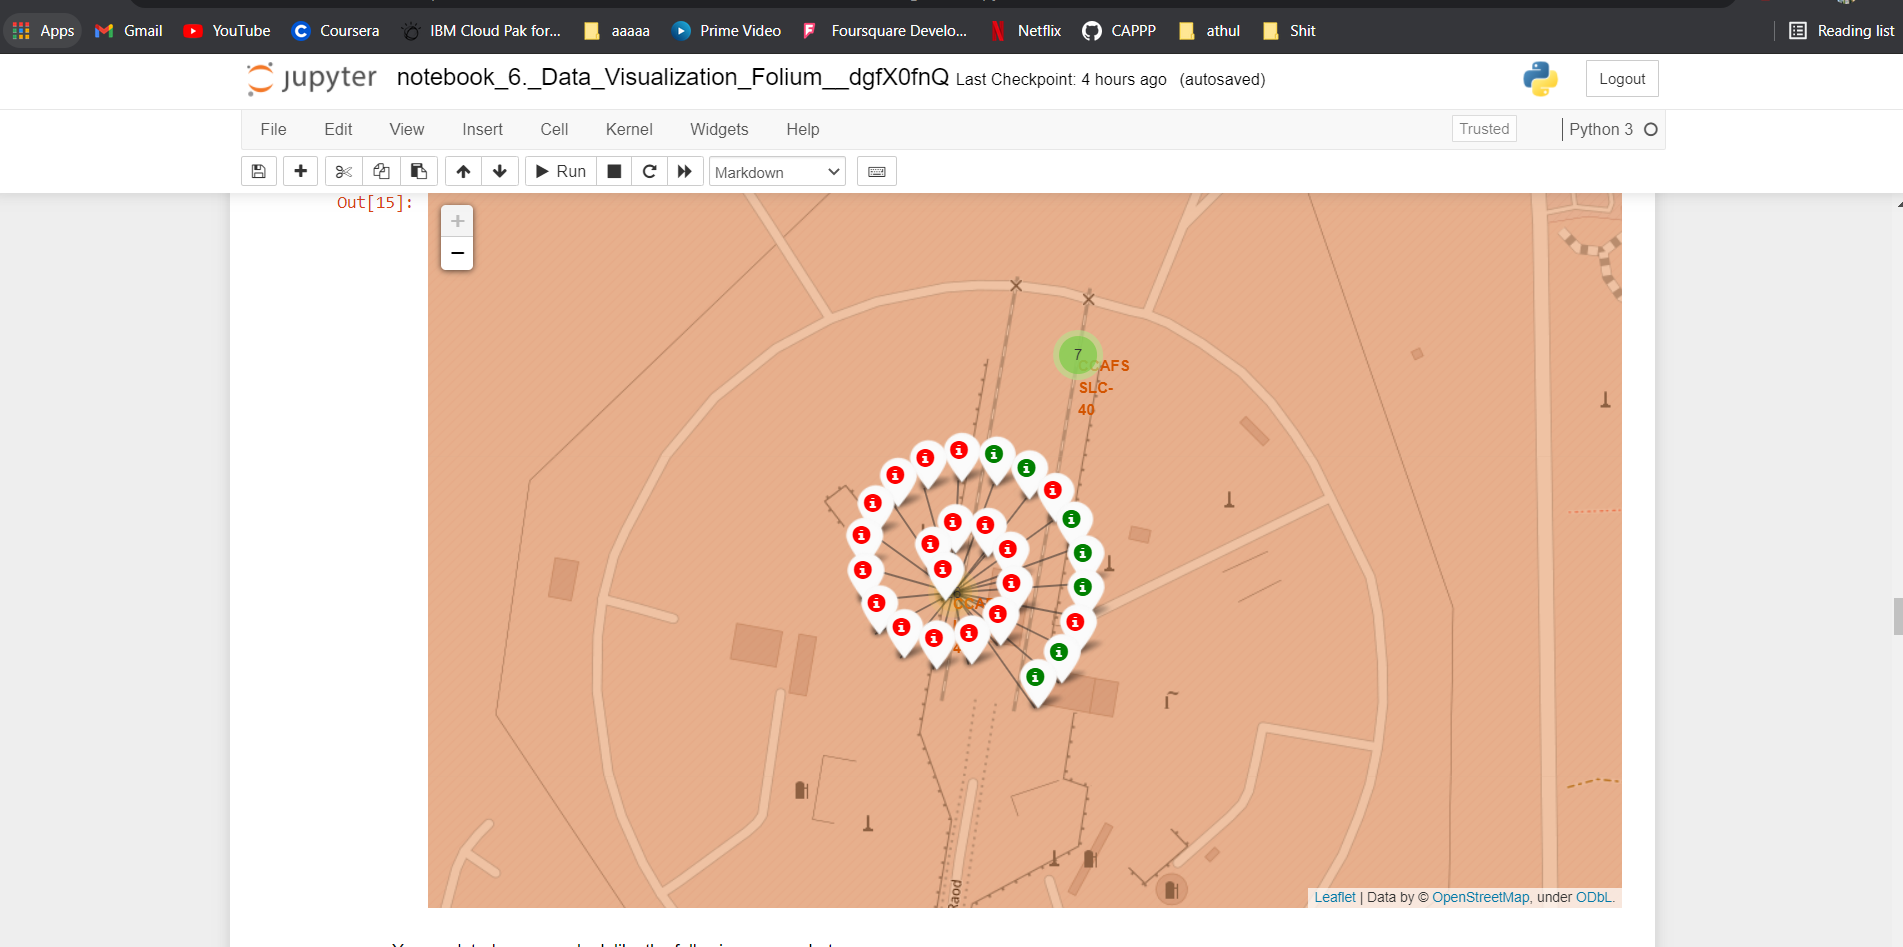 Apps Gmail YouTube Coursera IBM Cloud Pak for... aaaaa Prime Video Foursquare Develo... Netflix CAPPP athul Shit Reading list
jupyter notebook_6._Data_Visualization_Folium__dgfX0fnQ Last Checkpoint: 4 hours ago (autosaved) Logout
File Edit View Insert Cell Kernel Widgets Help Trusted Python 3
Run Markdown
Out[15]:
+
−
7
CCAFS
SLC-
40
Raod
Leaflet | Data by © OpenStreetMap, under ODbL.